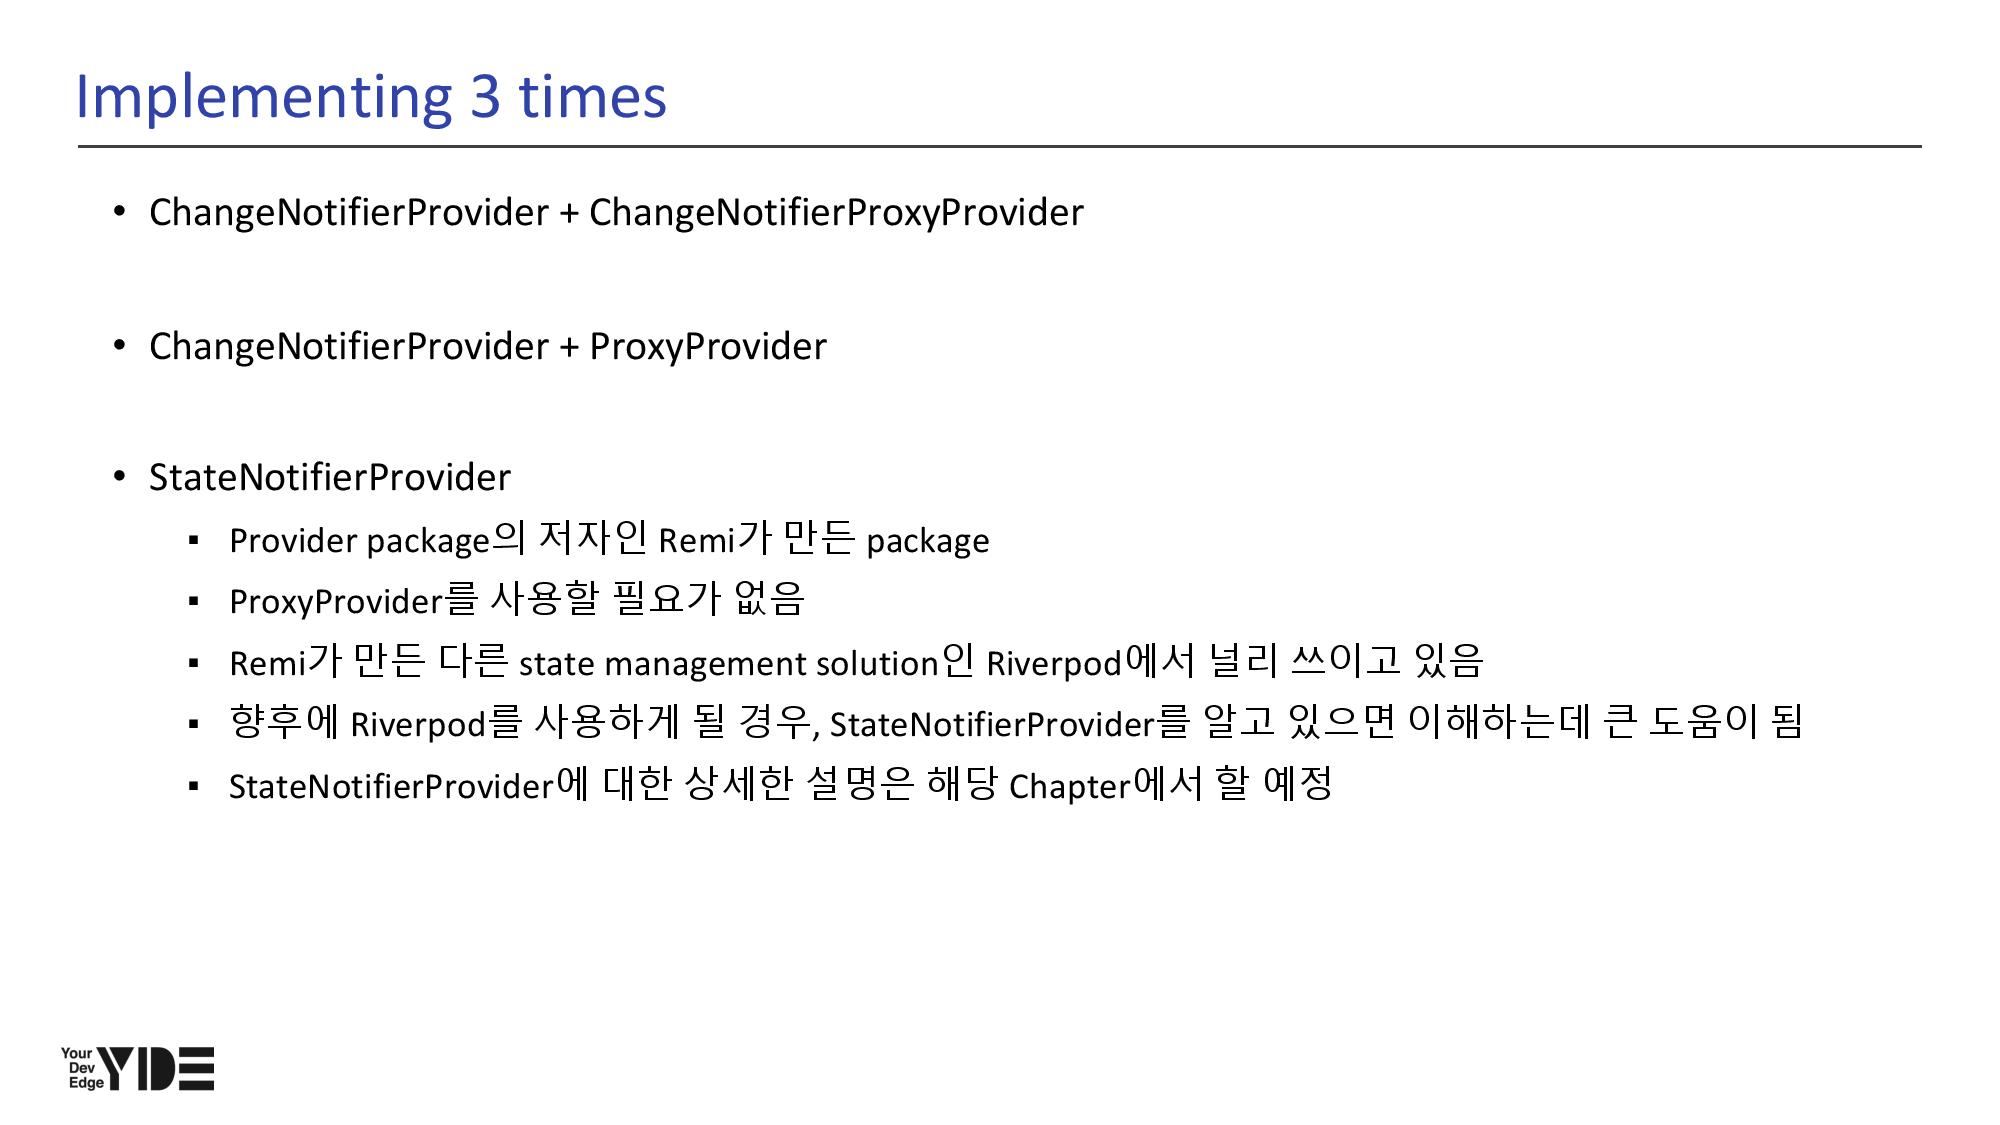 Implementing 3 times
• ChangeNotifierProvider + ChangeNotifierProxyProvider
• ChangeNotifierProvider + ProxyProvider
• StateNotifierProvider
▪ Provider package의 저자인 Remi가 만든 package
▪ ProxyProvider를 사용할 필요가 없음
▪ Remi가 만든 다른 state management solution인 Riverpod에서 널리 쓰이고 있음
▪ 향후에 Riverpod를 사용하게 될 경우, StateNotifierProvider를 알고 있으면 이해하는데 큰 도움이 됨
▪ StateNotifierProvider에 대한 상세한 설명은 해당 Chapter에서 할 예정
Your
Dev
Edge
YDE